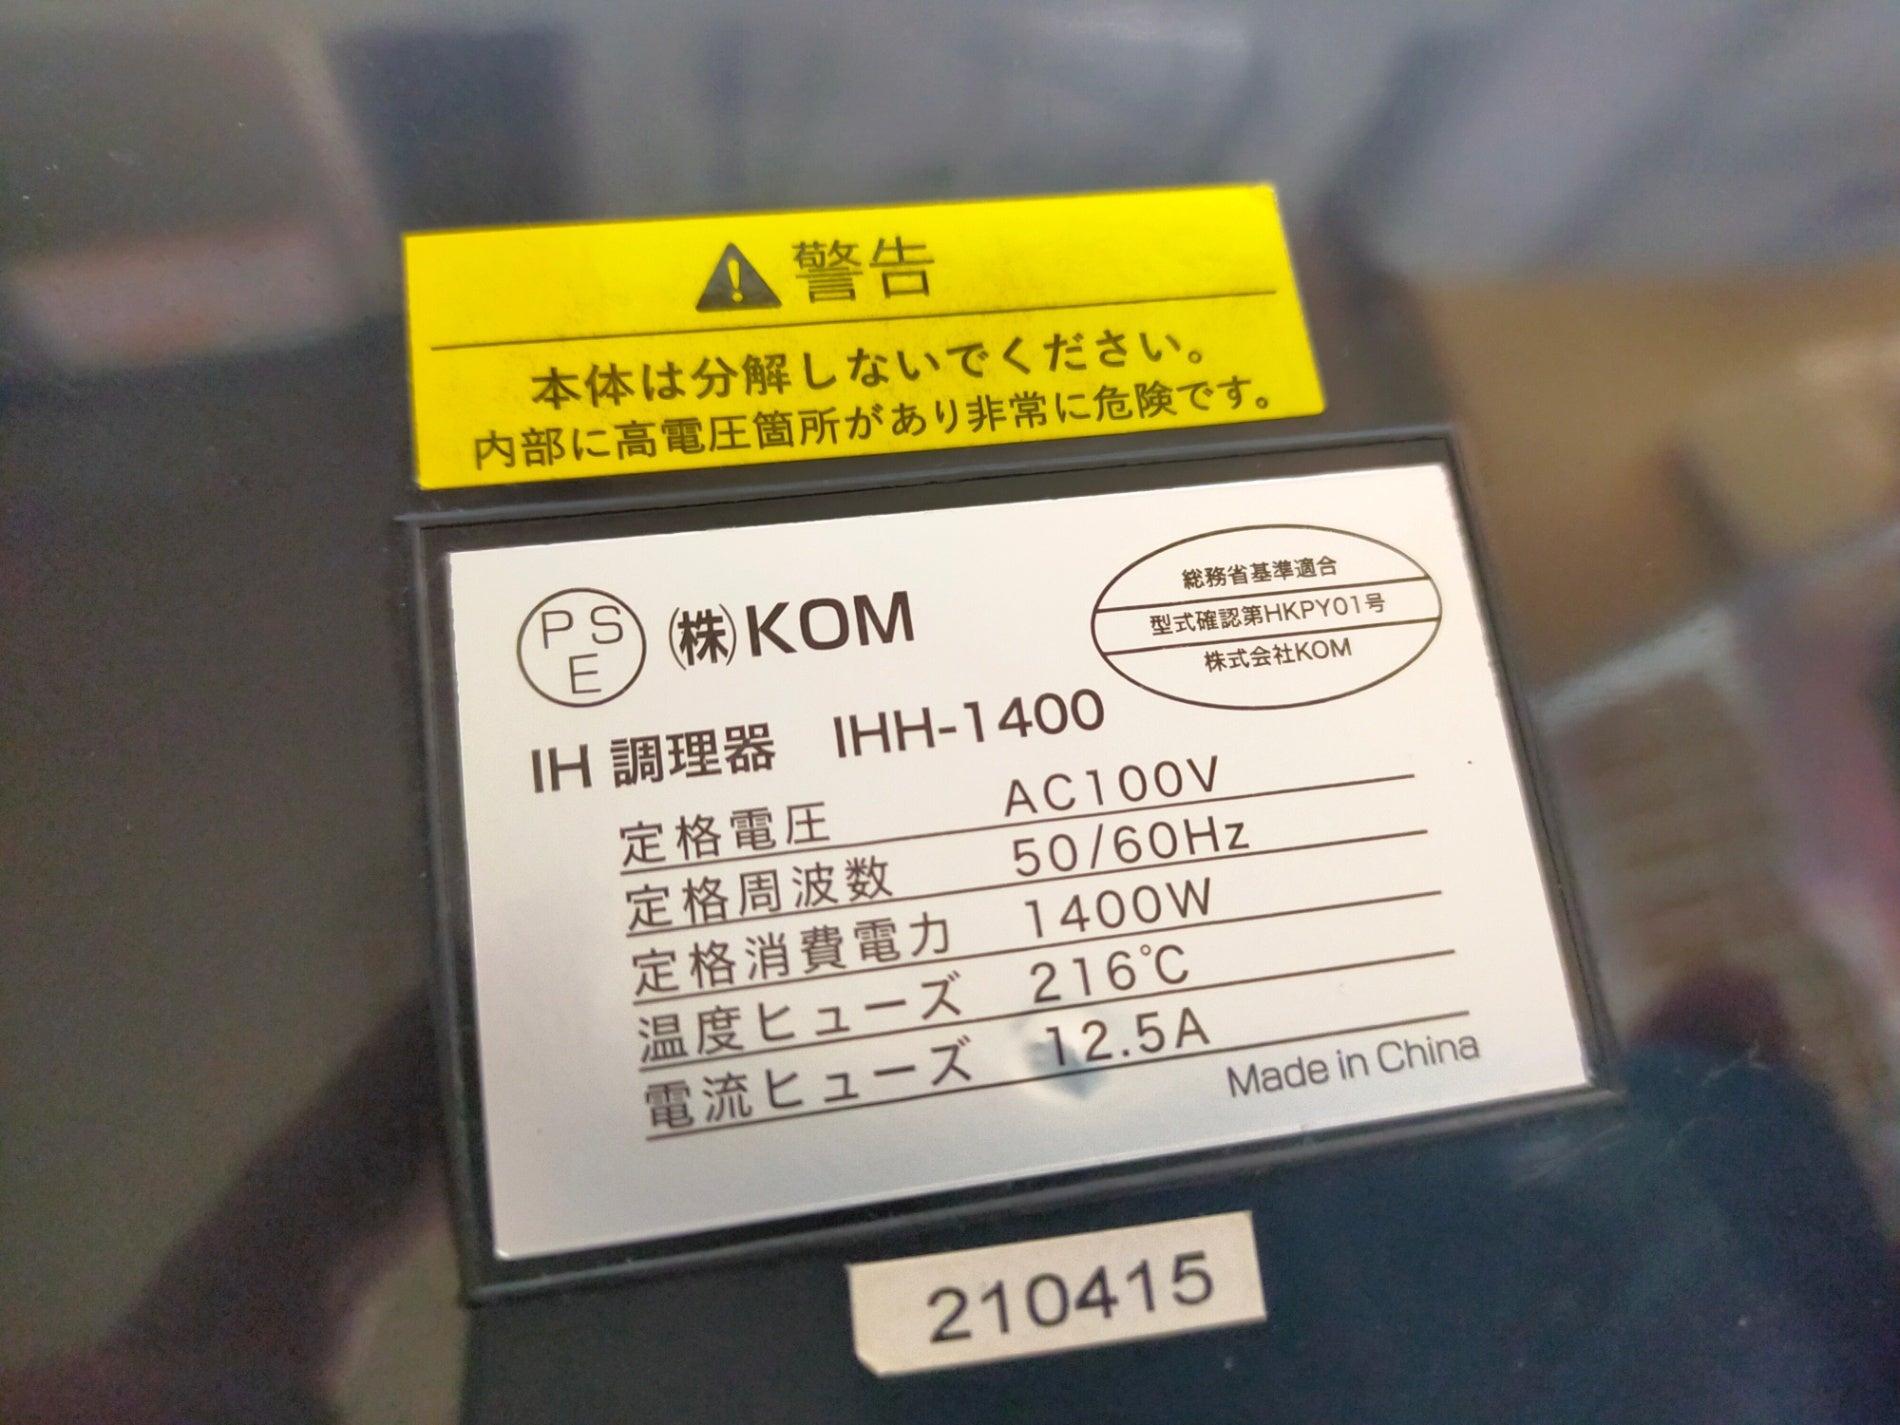 警告
本体は分解しないでください。
内部に高電圧箇所があり非常に危険です。
PSE
(株)KOM
総務省基準適合
型式確認第HKPY01号
株式会社KOM
IH 調理器 IHH-1400
定格電圧 AC100V
定格周波数 50/60Hz
定格消費電力 1400W
温度ヒューズ 216℃
電流ヒューズ 12.5A
Made in China
210415